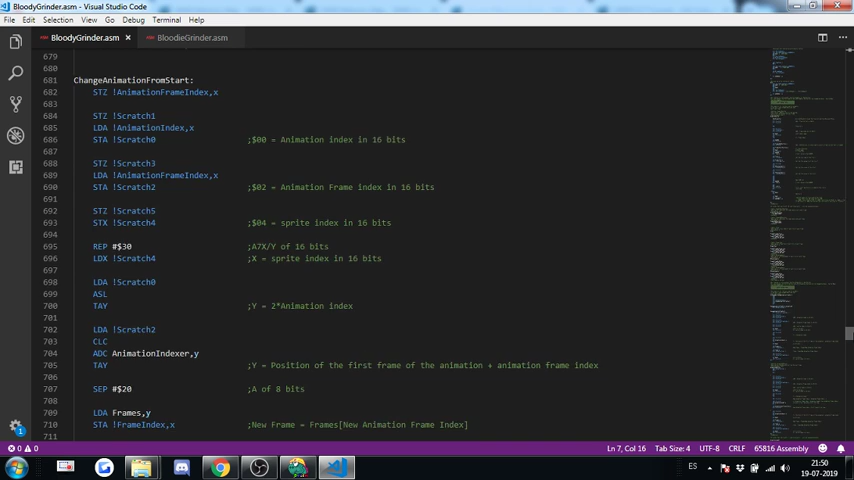 BloodyGrinder.asm - Visual Studio Code
File Edit Selection View Go Debug Terminal Help
BloodyGrinder.asm BloodieGrinder.asm
679
680
681 ChangeAnimationFromStart:
682 STZ !AnimationFrameIndex,x
683
684 STZ !Scratch1
685 LDA !AnimationIndex,x
686 STA !Scratch0 ;$00 = Animation index in 16 bits
687
688 STZ !Scratch3
689 LDA !AnimationFrameIndex,x
690 STA !Scratch2 ;$02 = Animation Frame index in 16 bits
691
692 STZ !Scratch5
693 STX !Scratch4 ;$04 = sprite index in 16 bits
694
695 REP #$30 ;A7X/Y of 16 bits
696 LDX !Scratch4 ;X = sprite index in 16 bits
697
698 LDA !Scratch0
699 ASL
700 TAY ;Y = 2*Animation index
701
702 LDA !Scratch2
703 CLC
704 ADC AnimationIndexer,y
705 TAY ;Y = Position of the first frame of the animation + animation frame index
706
707 SEP #$20 ;A of 8 bits
708
709 LDA Frames,y
710 STA !FrameIndex,x ;New Frame = Frames[New Animation Frame Index]
711
1
0 0 Ln 7, Col 16 Tab Size: 4 UTF-8 CRLF 65816 Assembly
ES 21:50
19-07-2019